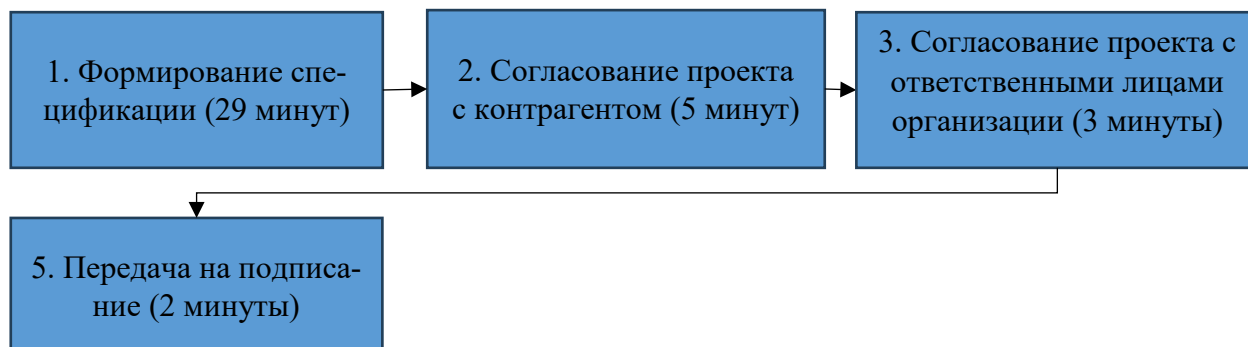 1. Формирование спе-
цификации (29 минут)
2. Согласование проекта
с контрагентом (5 минут)
3. Согласование проекта с
ответственными лицами
организации (3 минуты)
5. Передача на подписа-
ние (2 минуты)